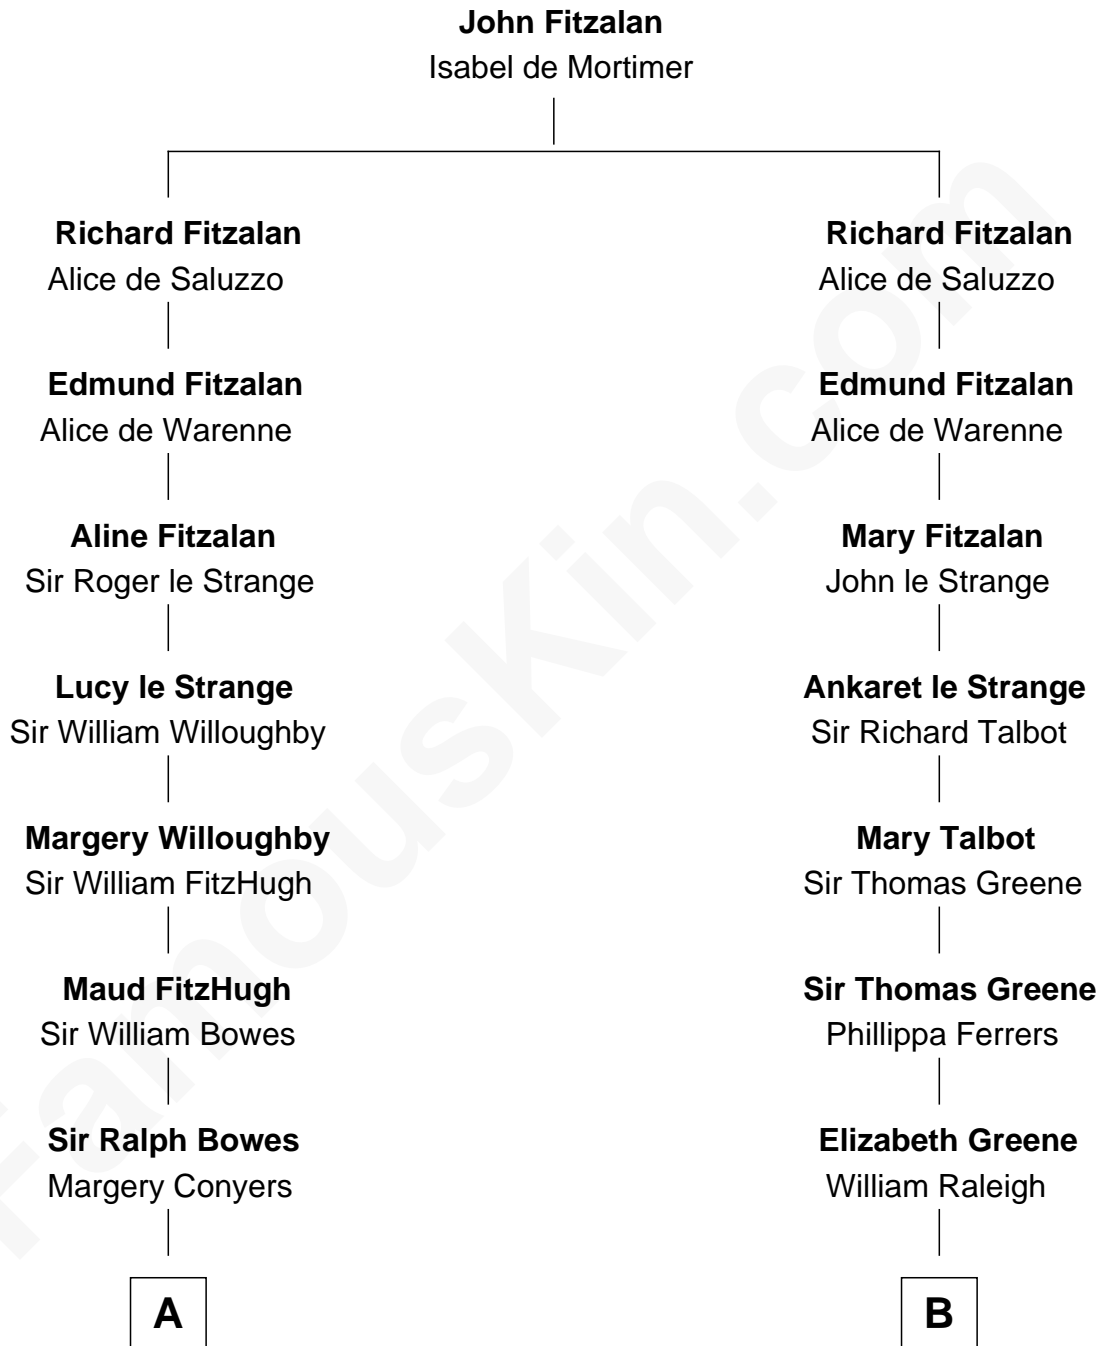 John Fitzalan
Isabel de Mortimer
Richard Fitzalan
Alice de Saluzzo
Richard Fitzalan
Alice de Saluzzo
Edmund Fitzalan
Alice de Warenne
Edmund Fitzalan
Alice de Warenne
Aline Fitzalan
Sir Roger le Strange
Mary Fitzalan
John le Strange
Lucy le Strange
Sir William Willoughby
Ankaret le Strange
Sir Richard Talbot
Margery Willoughby
Sir William FitzHugh
Mary Talbot
Sir Thomas Greene
Maud FitzHugh
Sir William Bowes
Sir Thomas Greene
Phillippa Ferrers
Sir Ralph Bowes
Margery Conyers
Elizabeth Greene
William Raleigh
A
B
FamousKin.com